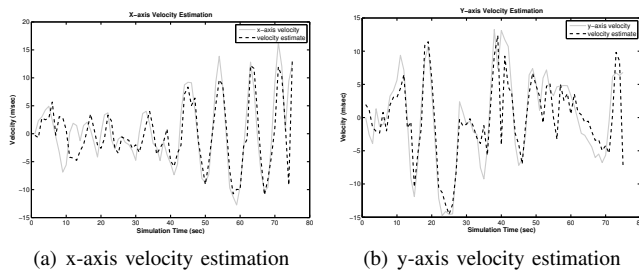 X−axis Velocity Estimation
x−axis velocity
velocity estimate
Velocity (m/sec)
20
15
10
5
0
−5
−10
−15
0 10 20 30 40 50 60 70 80
Simulation Time (sec)
(a) x-axis velocity estimation
Y−axis Velocity Estimation
y−axis velocity
velocity estimate
Velocity (m/sec)
15
10
5
0
−5
−10
−15
0 10 20 30 40 50 60 70 80
Simulation Time (sec)
(b) y-axis velocity estimation